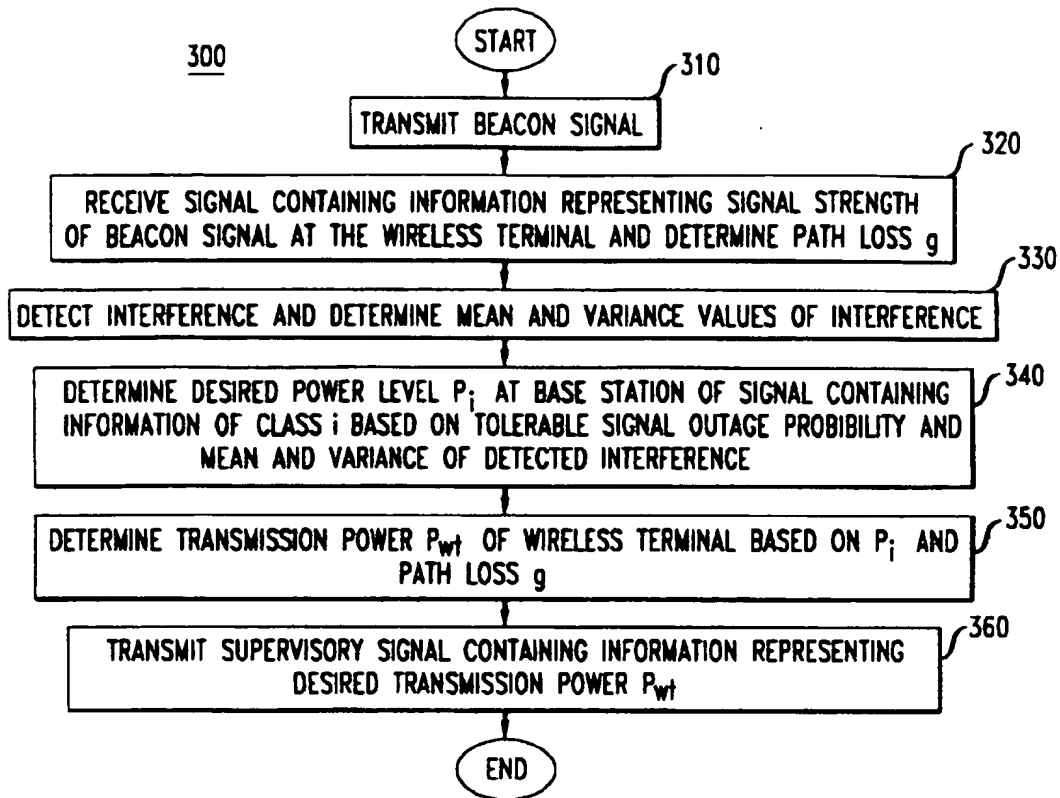 START
300
310
TRANSMIT BEACON SIGNAL
320
RECEIVE SIGNAL CONTAINING INFORMATION REPRESENTING SIGNAL STRENGTH
OF BEACON SIGNAL AT THE WIRELESS TERMINAL AND DETERMINE PATH LOSS g
330
DETECT INTERFERENCE AND DETERMINE MEAN AND VARIANCE VALUES OF INTERFERENCE
340
DETERMINE DESIRED POWER LEVEL Pi AT BASE STATION OF SIGNAL CONTAINING
INFORMATION OF CLASS i BASED ON TOLERABLE SIGNAL OUTAGE PROBIBILITY AND
MEAN AND VARIANCE OF DETECTED INTERFERENCE
350
DETERMINE TRANSMISSION POWER Pwt OF WIRELESS TERMINAL BASED ON Pi AND
PATH LOSS g
360
TRANSMIT SUPERVISORY SIGNAL CONTAINING INFORMATION REPRESENTING
DESIRED TRANSMISSION POWER Pwt
END